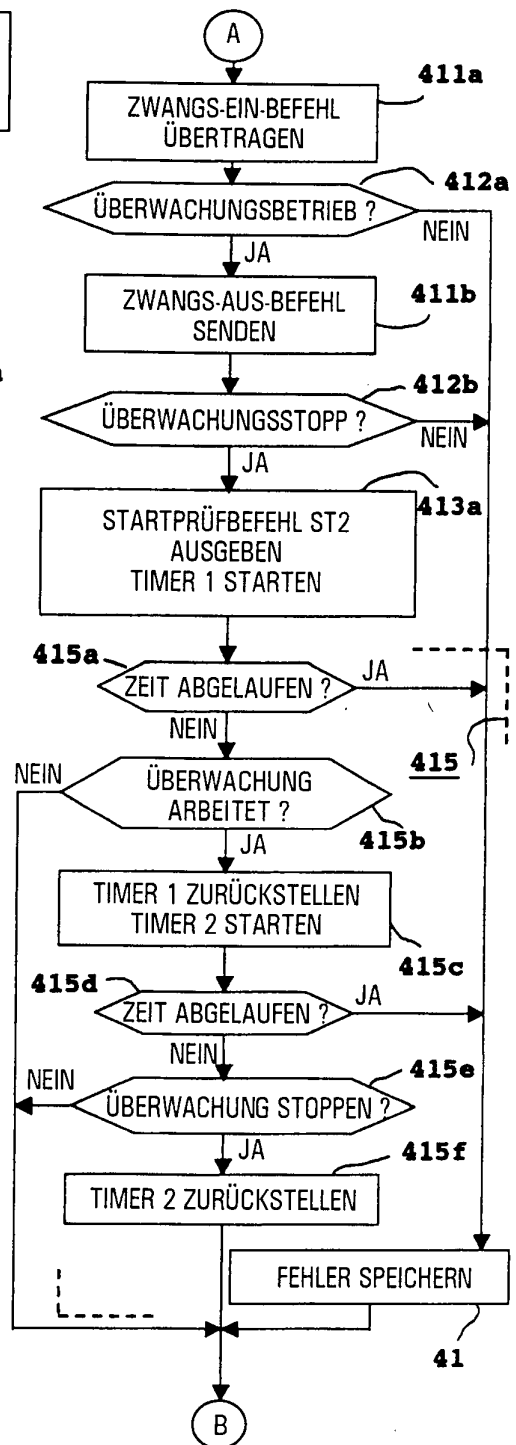 A
411a
ZWANGS-EIN-BEFEHL
ÜBERTRAGEN
412a
ÜBERWACHUNGSBETRIEB ?
NEIN
JA
411b
ZWANGS-AUS-BEFEHL
SENDEN
412b
ÜBERWACHUNGSSTOPP ?
NEIN
JA
413a
STARTPRÜFBEFEHL ST2
AUSGEBEN
TIMER 1 STARTEN
415a
JA
ZEIT ABGELAUFEN ?
NEIN
415
NEIN
ÜBERWACHUNG
ARBEITET ?
415b
JA
TIMER 1 ZURÜCKSTELLEN
TIMER 2 STARTEN
415c
415d
JA
ZEIT ABGELAUFEN ?
NEIN
NEIN
415e
ÜBERWACHUNG STOPPEN ?
JA
415f
TIMER 2 ZURÜCKSTELLEN
FEHLER SPEICHERN
41
B